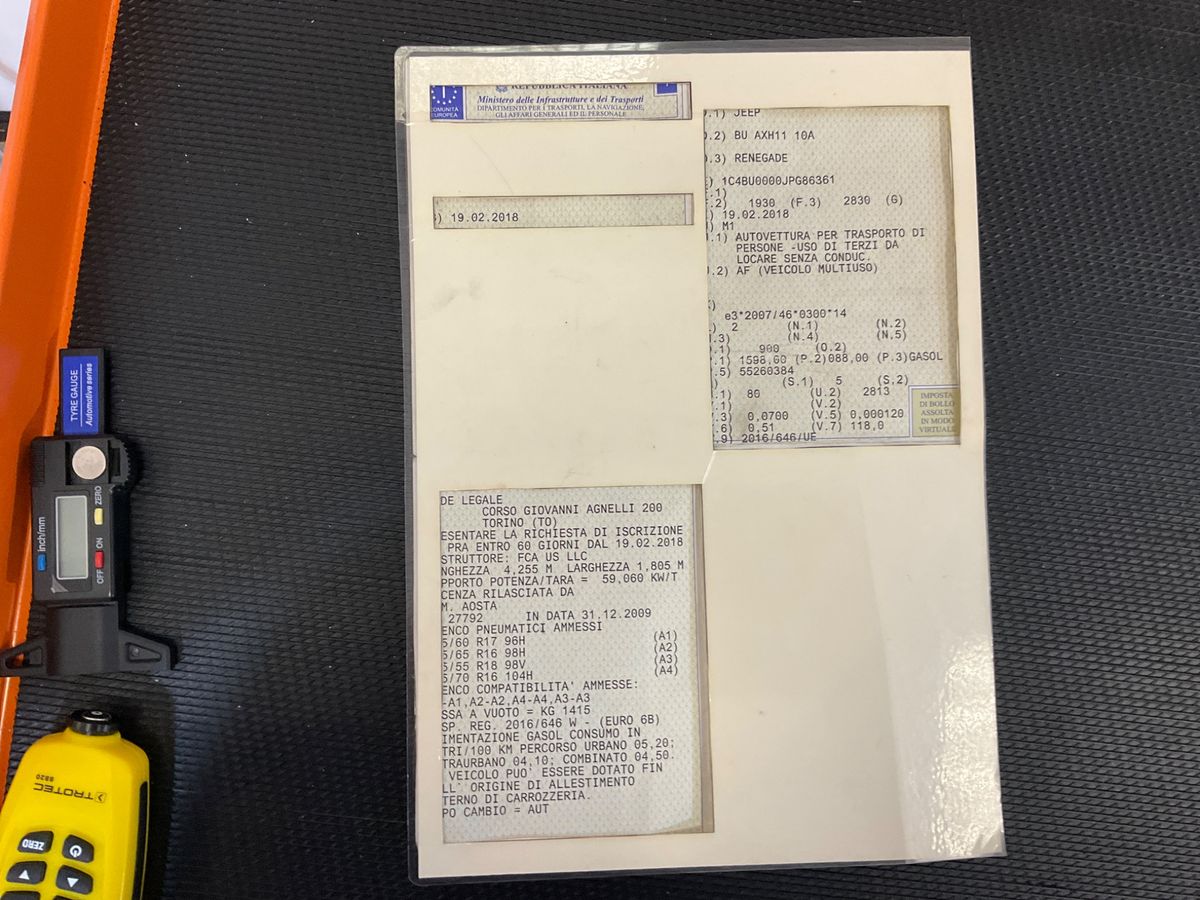 REPUBBLICA ITALIANA
COMUNITÀ
EUROPEA
Ministero delle Infrastrutture e dei Trasporti
DIPARTIMENTO PER I TRASPORTI, LA NAVIGAZIONE,
GLI AFFARI GENERALI ED IL PERSONALE
) 19.02.2018
.1) JEEP
.2) BU AXH11 10A
.3) RENEGADE
) 1C4BU0000JPG86361
.1)
.2) 1930 (F.3) 2830 (G)
) 19.02.2018
) M1
.1) AUTOVETTURA PER TRASPORTO DI
PERSONE -USO DI TERZI DA
LOCARE SENZA CONDUC.
.2) AF (VEICOLO MULTIUSO)
)
e3*2007/46*0300*14
) 2 (N.1) (N.2)
.3) (N.4) (N.5)
.1) 900 (O.2)
.1) 1598,00 (P.2)088,00 (P.3)GASOL
.5) 55260384
) (S.1) 5 (S.2)
.1) 80 (U.2) 2813
.1) (V.2)
.3) 0,0700 (V.5) 0,000120
.6) 0,51 (V.7) 118,0
.9) 2016/646/UE
IMPOSTA
DI BOLLO
ASSOLTA
IN MODO
VIRTUALE
DE LEGALE
CORSO GIOVANNI AGNELLI 200
TORINO (TO)
ESENTARE LA RICHIESTA DI ISCRIZIONE
PRA ENTRO 60 GIORNI DAL 19.02.2018
STRUTTORE: FCA US LLC
NGHEZZA 4,255 M LARGHEZZA 1,805 M
PPORTO POTENZA/TARA = 59,060 KW/T
CENZA RILASCIATA DA
M. AOSTA
27792 IN DATA 31.12.2009
ENCO PNEUMATICI AMMESSI
5/60 R17 96H (A1)
5/65 R16 98H (A2)
5/55 R18 98V (A3)
5/70 R16 104H (A4)
ENCO COMPATIBILITA' AMMESSE:
-A1,A2-A2,A4-A4,A3-A3
SSA A VUOTO = KG 1415
SP. REG. 2016/646 W - (EURO 6B)
IMENTAZIONE GASOL CONSUMO IN
TRI/100 KM PERCORSO URBANO 05,20;
TRAURBANO 04,10; COMBINATO 04,50.
VEICOLO PUO' ESSERE DOTATO FIN
LL' ORIGINE DI ALLESTIMENTO
TERNO DI CARROZZERIA.
PO CAMBIO = AUT
TYRE GAUGE
Automotive series
inch/mm
OFF ON
ZERO
TROTEC
BB20
ZERO